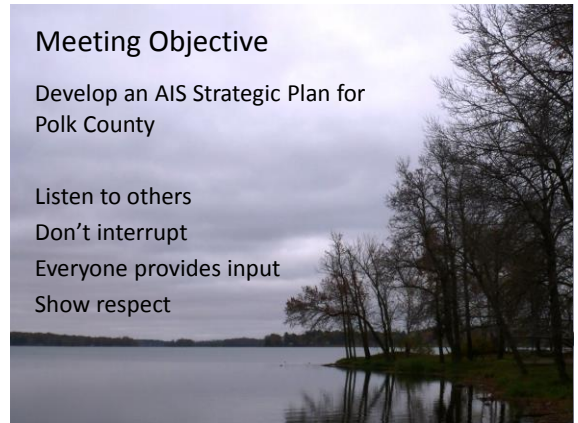 Meeting Objective
Develop an AIS Strategic Plan for
Polk County
Listen to others
Don’t interrupt
Everyone provides input
Show respect